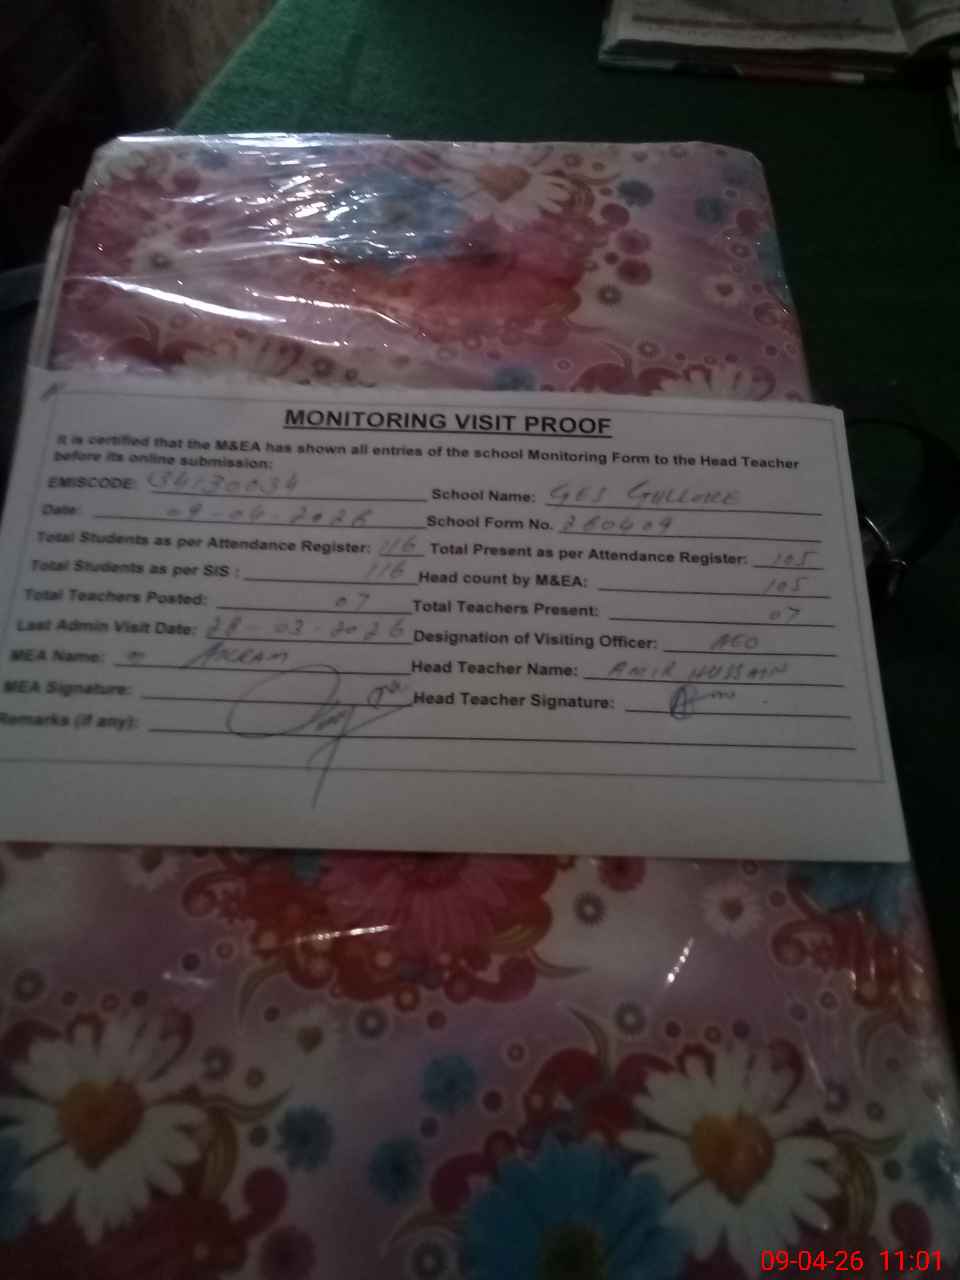 MONITORING VISIT PROOF
It is certified that the M&EA has shown all entries of the school Monitoring Form to the Head Teacher
before its online submission:
EMISCODE: 34130034 School Name: GES
Date: 09-04-2026 School Form No. 260409
Total Students as per Attendance Register: 116 Total Present as per Attendance Register: 105
Total Students as per SIS : 116 Head count by M&EA: 105
Total Teachers Posted: 07 Total Teachers Present: 07
Last Admin Visit Date: 28-03-2026 Designation of Visiting Officer: AEO
MEA Name: M AKRAM Head Teacher Name: AMIR HUSSAIN
MEA Signature: Head Teacher Signature:
Remarks (if any):
09-04-26 11:01